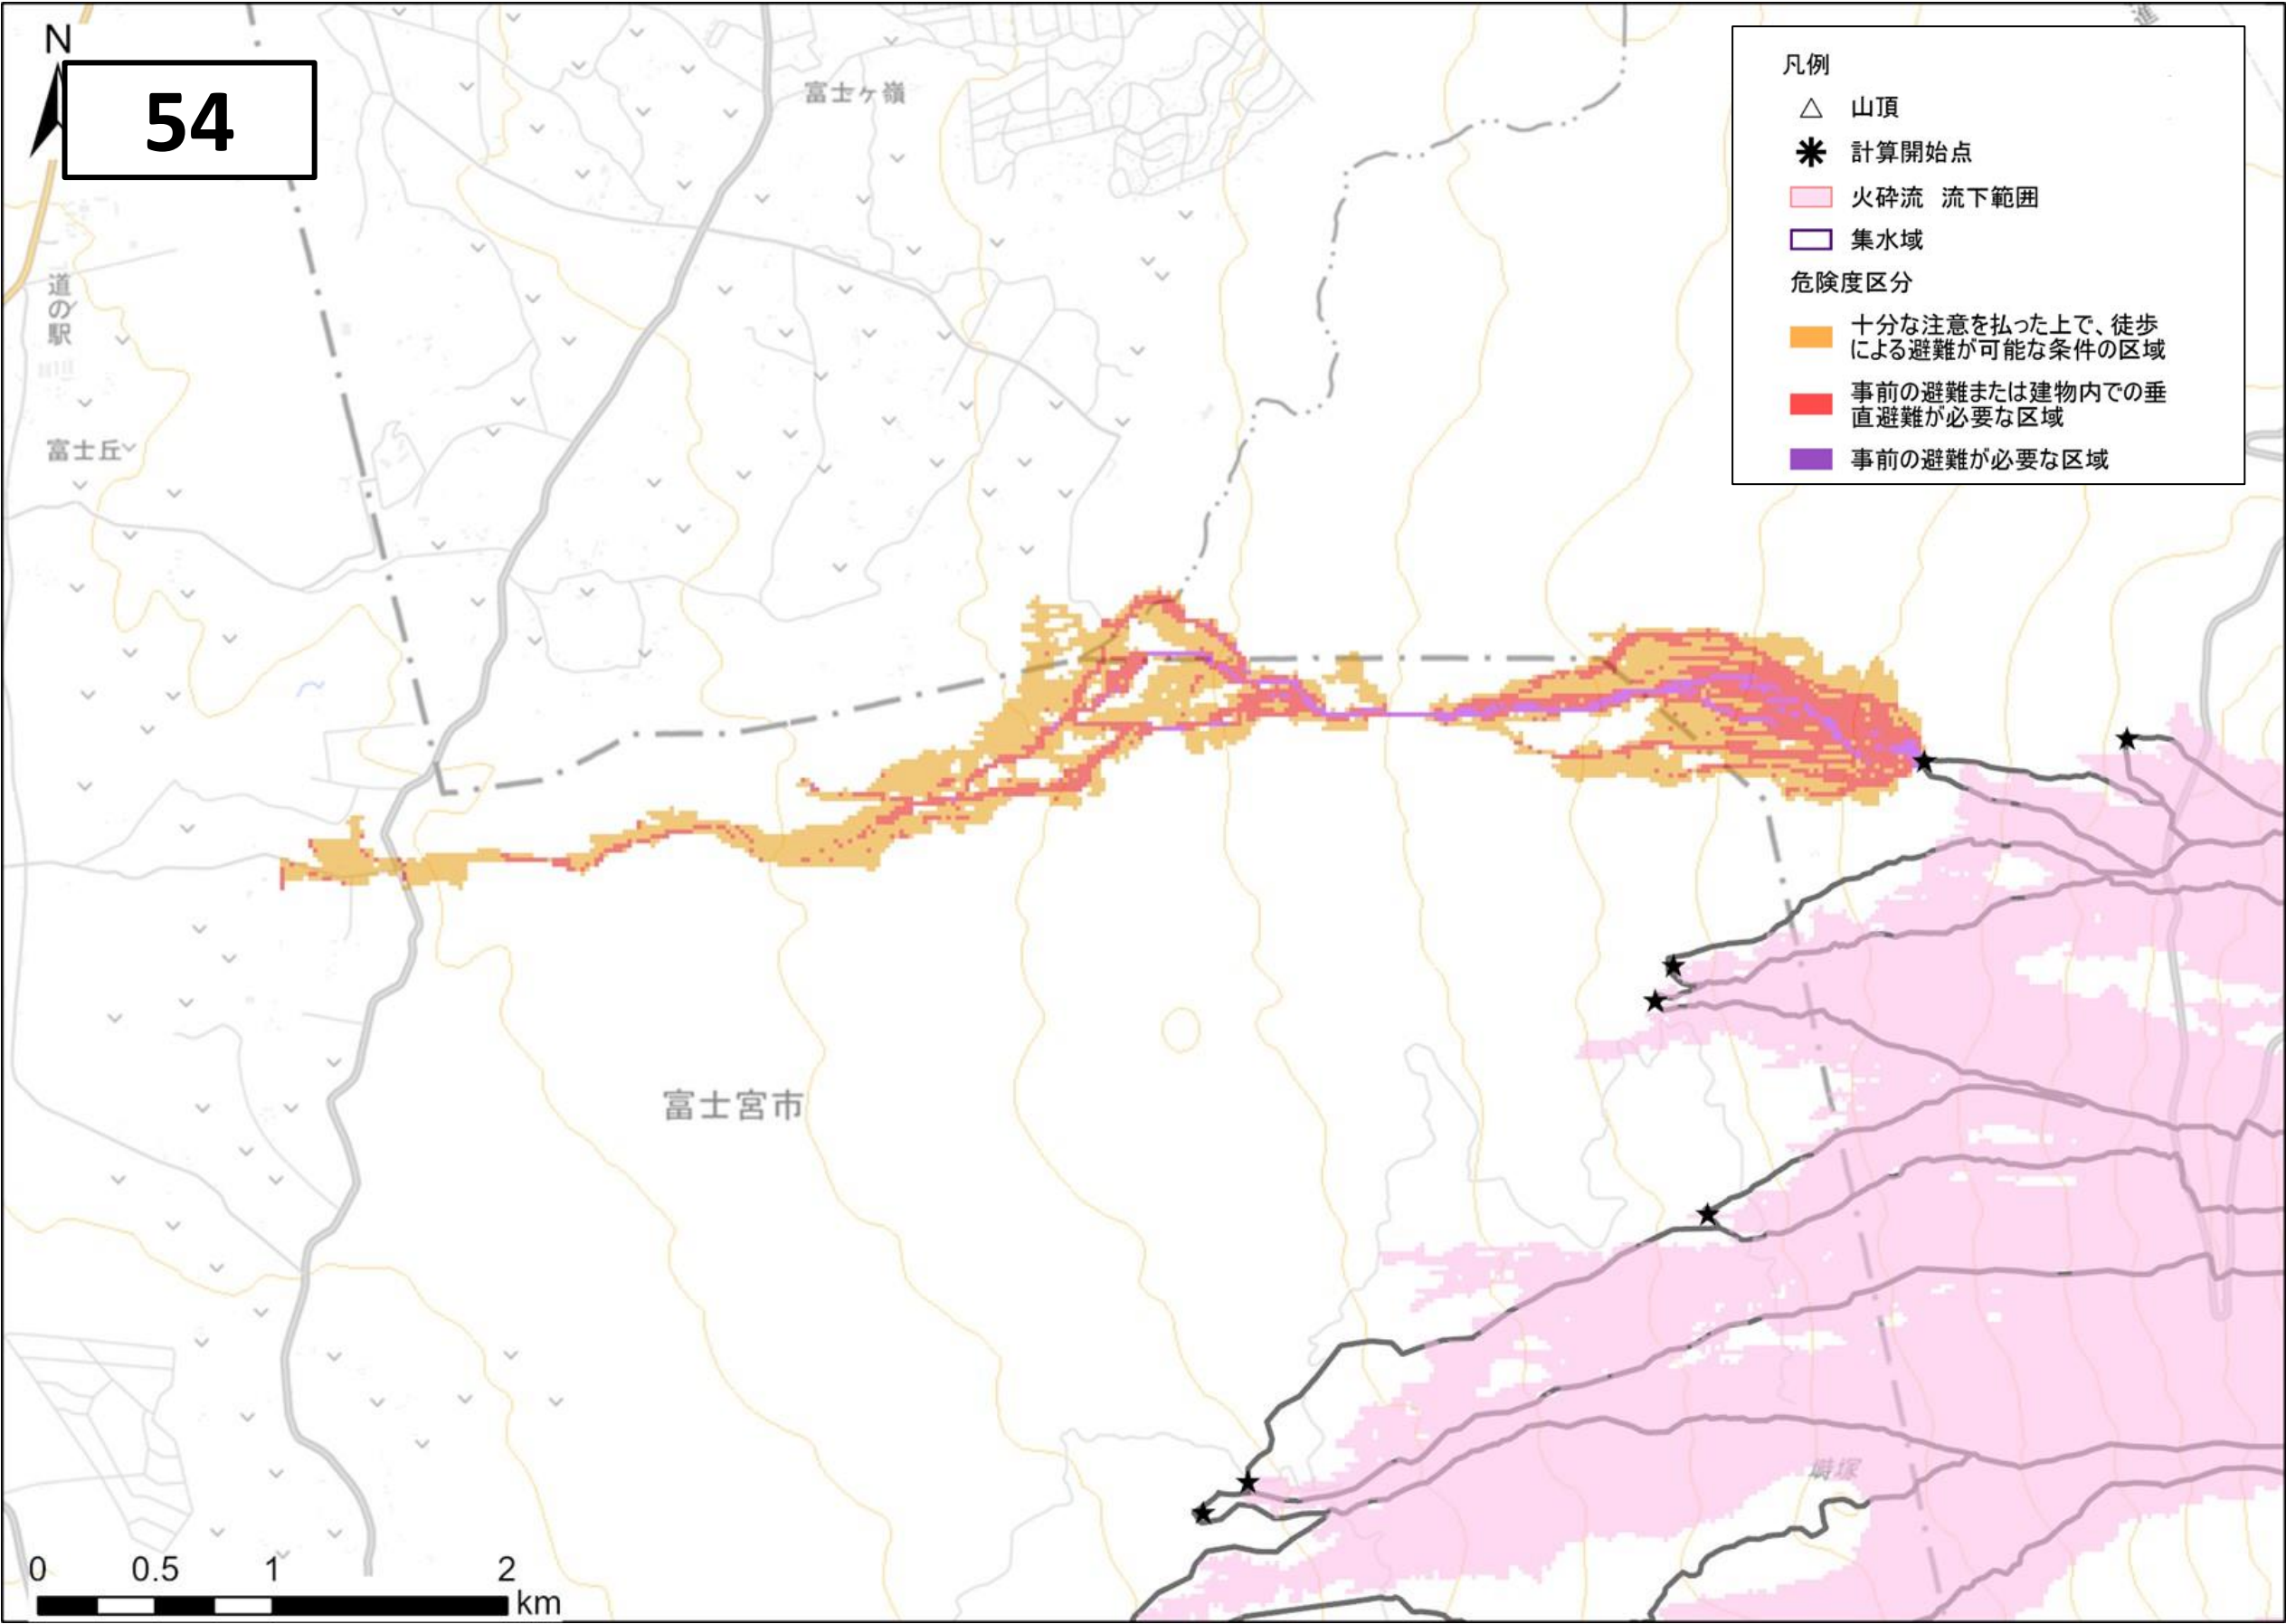 N
54
富士ヶ嶺
道の駅
富士丘
富士宮市
凡例
山頂
計算開始点
火砕流 流下範囲
集水域
危険度区分
十分な注意を払った上で、徒歩
による避難が可能な条件の区域
事前の避難または建物内での垂
直避難が必要な区域
事前の避難が必要な区域
0 0.5 1 2
km